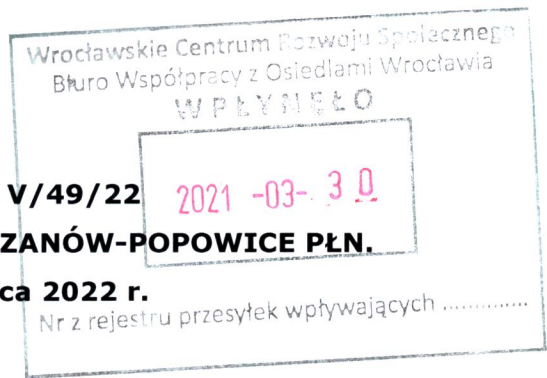 Wrocławskie Centrum Rozwoju Społecznego
Biuro Współpracy z Osiedlami Wrocławia
WPŁYNĘŁO
V/49/22
2021 -03- 30
ZANÓW-POPOWICE PŁN.
ca 2022 r.
Nr z rejestru przesyłek wpływających .............